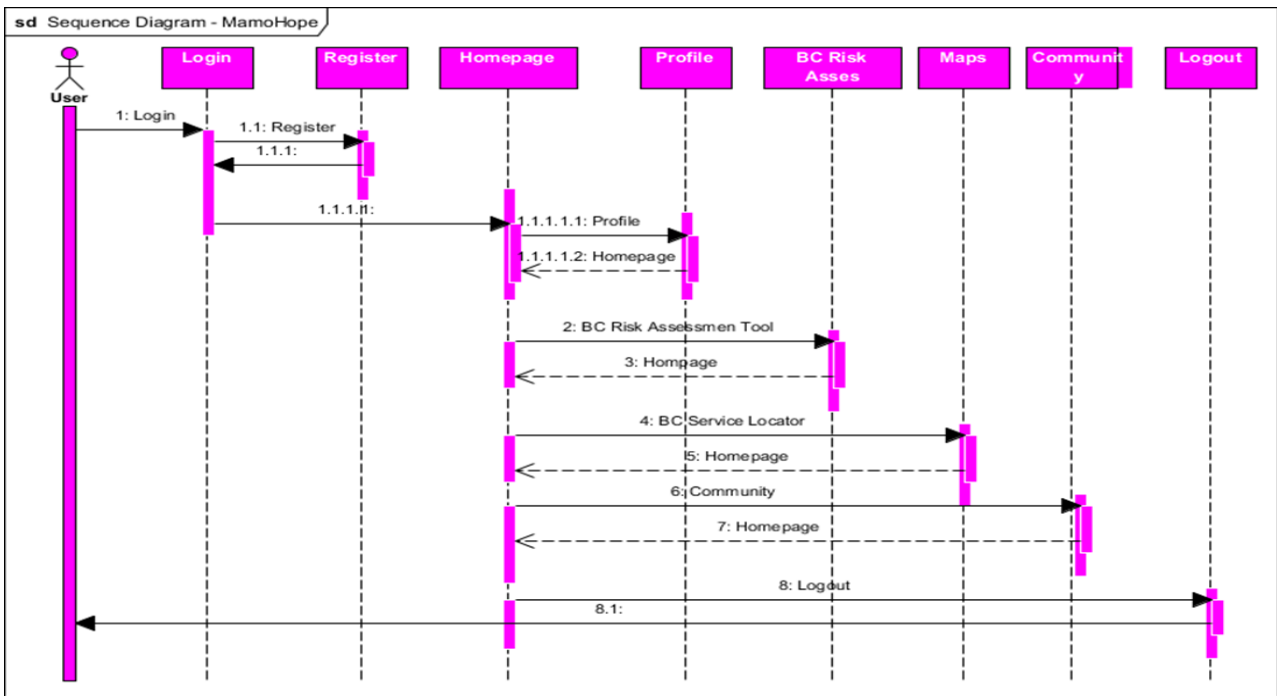 sd Sequence Diagram - MamoHope
User
Login
Register
Homepage
Profile
BC Risk
Asses
Maps
Communit
y
Logout
1: Login
1.1: Register
1.1.1:
1.1.1.1:
1.1.1.1.1: Profile
1.1.1.1.2: Homepage
2: BC Risk Assessmen Tool
3: Hompage
4: BC Service Locator
5: Homepage
6: Community
7: Homepage
8: Logout
8.1: